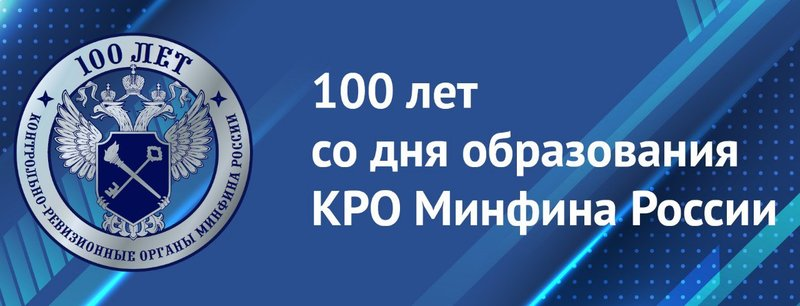 100 ЛЕТ
КОНТРОЛЬНО-РЕВИЗИОННЫЕ ОРГАНЫ МИНФИНА РОССИИ
100 лет
со дня образования
КРО Минфина России